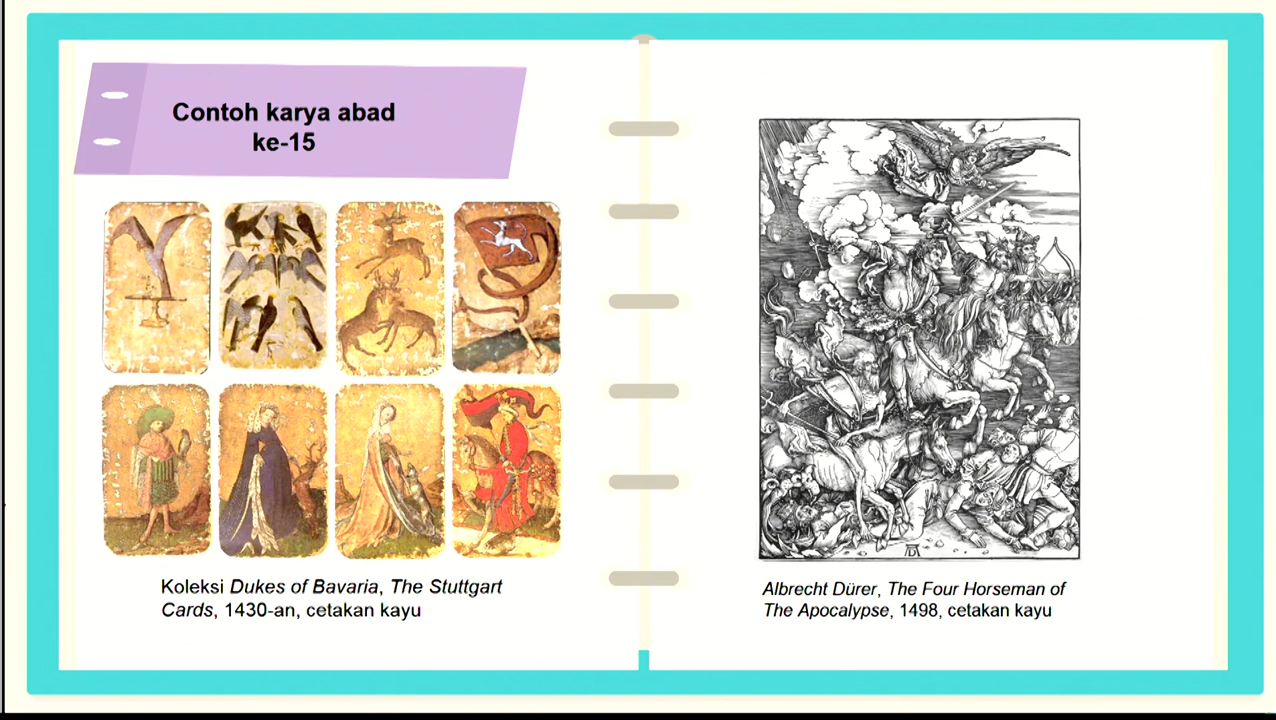 Contoh karya abad
ke-15
Koleksi Dukes of Bavaria, The Stuttgart
Cards, 1430-an, cetakan kayu
Albrecht Dürer, The Four Horseman of
The Apocalypse, 1498, cetakan kayu
AD